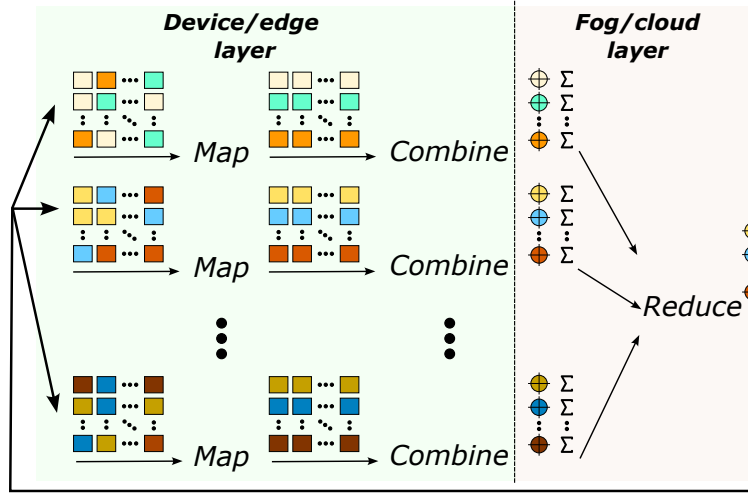 Device/edge
layer
Fog/cloud
layer
Σ
Σ
Σ
Map
Combine
Σ
Σ
Σ
Map
Combine
Reduce
Σ
Σ
Σ
Map
Combine